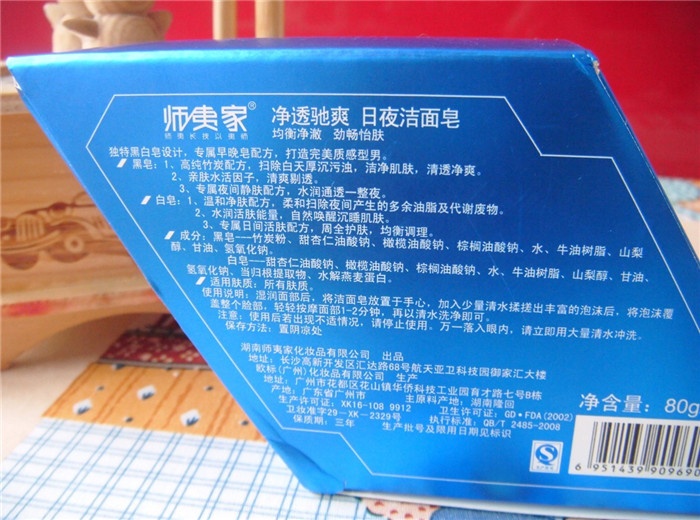 师夷家® 净透驰爽 日夜洁面皂
师夷长技以制师 均衡净澈 劲畅怡肤
独特黑白皂设计，专属早晚皂配方，打造完美质感型男。
黑皂：1、高纯竹炭配方，扫除白天厚沉污浊，洁净肌肤，清透净爽。
2、亲肤水活因子，清爽剔透。
3、专属夜间静肤配方，水润通透一整夜。
白皂：1、温和净肤配方，柔和扫除夜间产生的多余油脂及代谢废物。
2、水润活肤能量，自然唤醒沉睡肌肤。
3、专属日间活肤配方，周全护肤，均衡调理。
成分：黑皂---竹炭粉、甜杏仁油酸钠、橄榄油酸钠、棕榈油酸钠、水、牛油树脂、山梨
醇、甘油、氢氧化钠。
白皂---甜杏仁油酸钠、橄榄油酸钠、棕榈油酸钠、水、牛油树脂、山梨醇、甘油、
氢氧化钠、当归根提取物、水解燕麦蛋白。
适用肤质：所有肤质。
使用说明：湿润面部后，将洁面皂放置于手心，加入少量清水揉搓出丰富的泡沫后，将泡沫覆
盖整个脸部，轻轻按摩面部1-2分钟，再以清水洗净即可。
注意：使用后若出现不适情况，请停止使用。万一落入眼内，请立即用大量清水冲洗。
保存方法：置阴凉处
湖南师夷家化妆品有限公司 出品
地址：长沙高新开发区汇达路68号航天亚卫科技园御家汇大楼
欧标(广州)化妆品有限公司 生产
地址：广州市花都区花山镇华侨科技工业园育才路七号B栋
产地：广东省广州市 主原料产地：湖南隆回
生产许可证：XK16-108 9912 卫生许可证：GD·FDA(2002)
卫妆准字29-XK-2329号 执行标准：QB/T 2485-2008
保质期：三年 生产批号及限用日期见标识
净含量：80g
生产许可
6 951439 909690